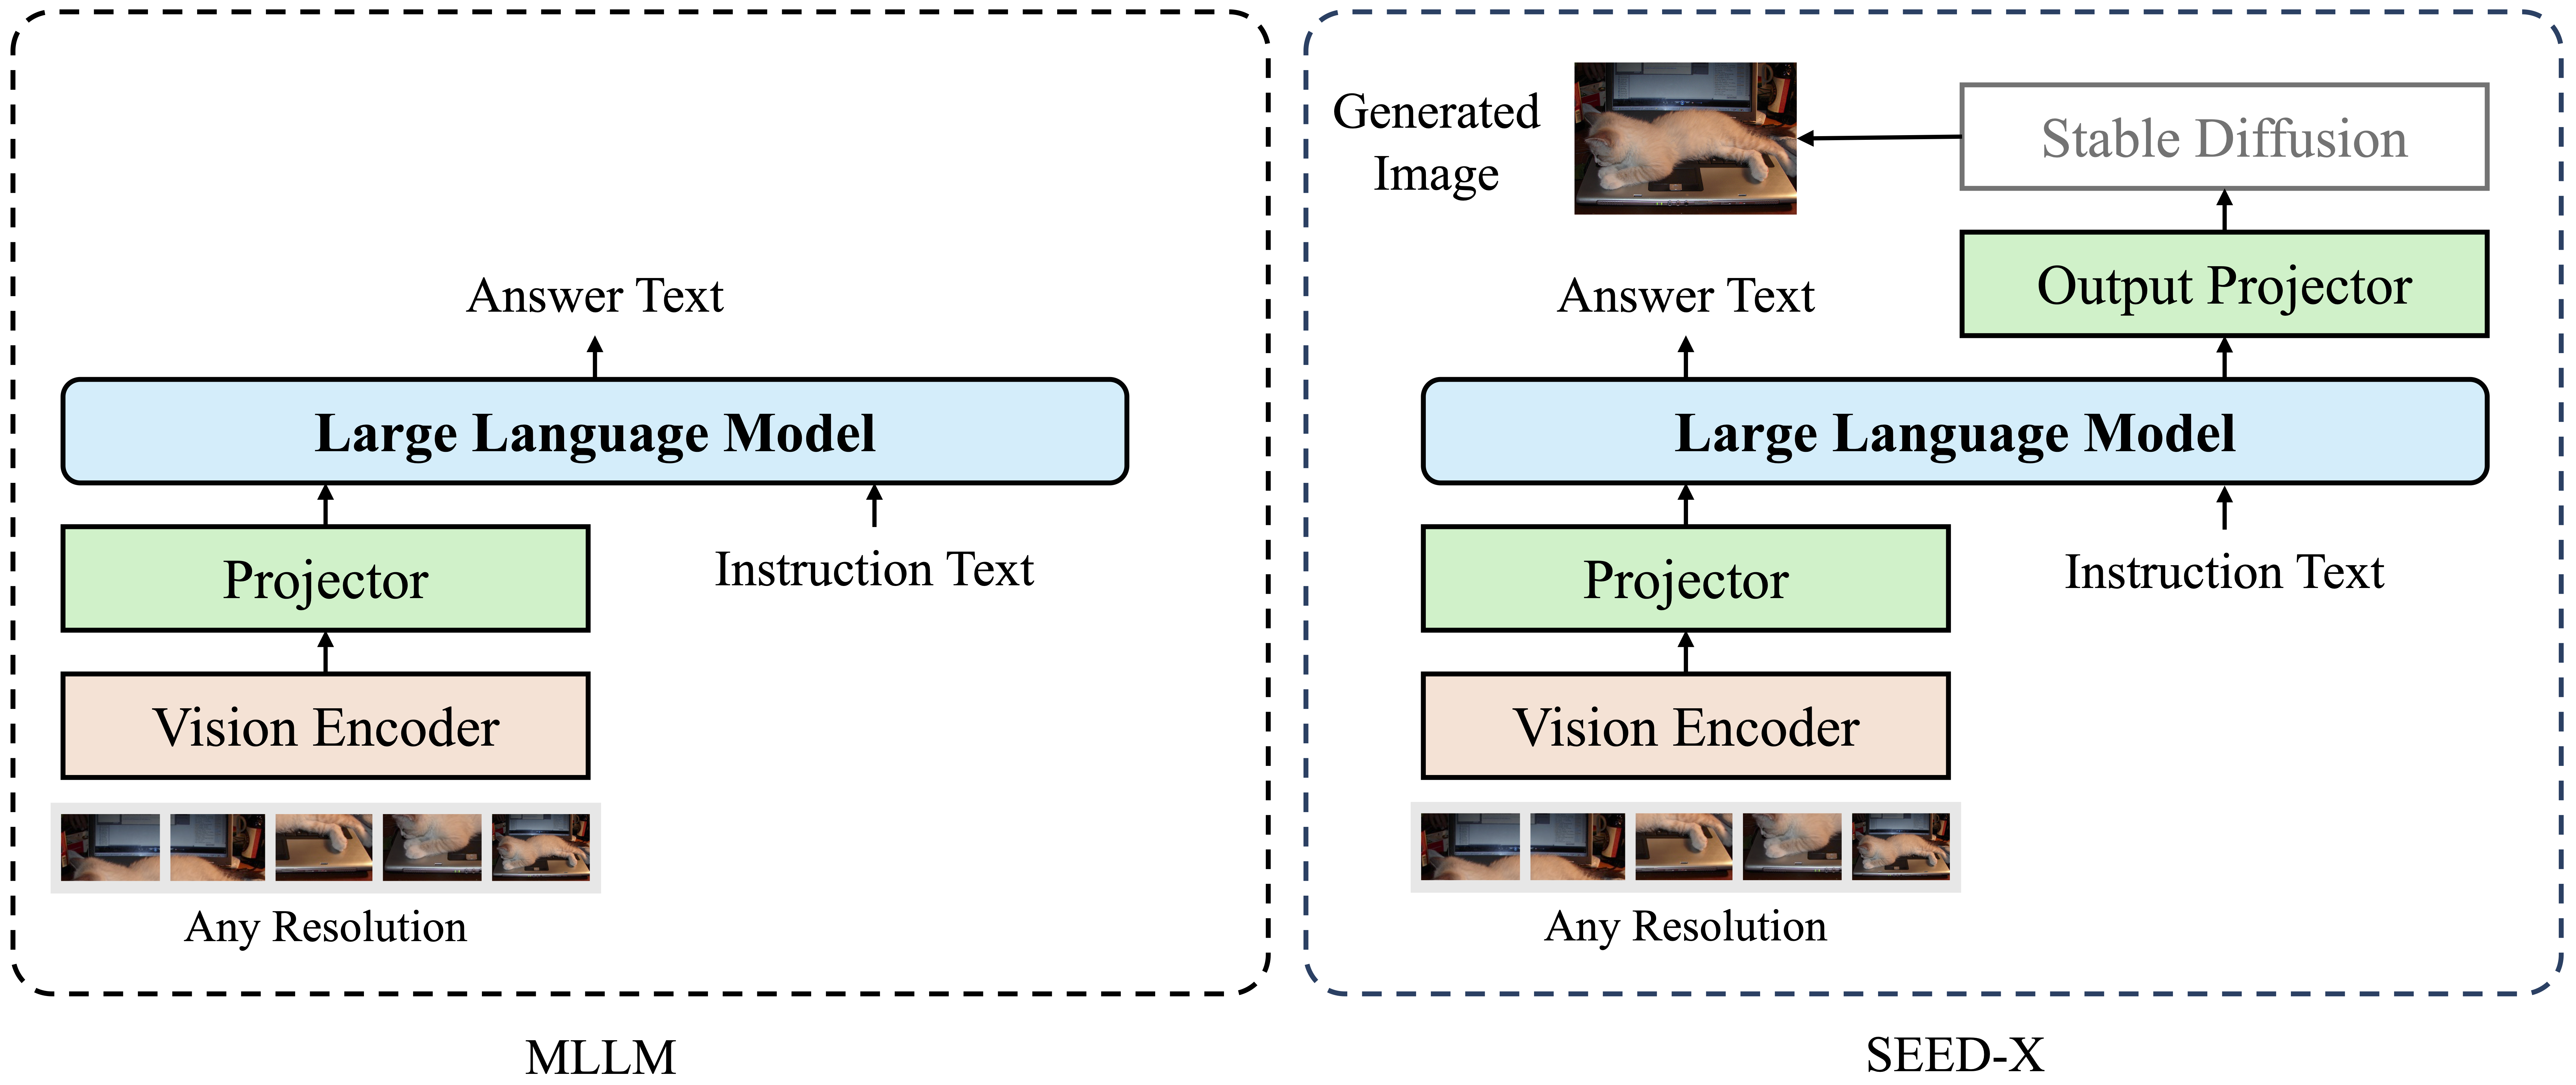 Answer Text
Large Language Model
Projector
Instruction Text
Vision Encoder
Any Resolution
MLLM
Generated
Image
Stable Diffusion
Output Projector
Answer Text
Large Language Model
Projector
Instruction Text
Vision Encoder
Any Resolution
SEED-X